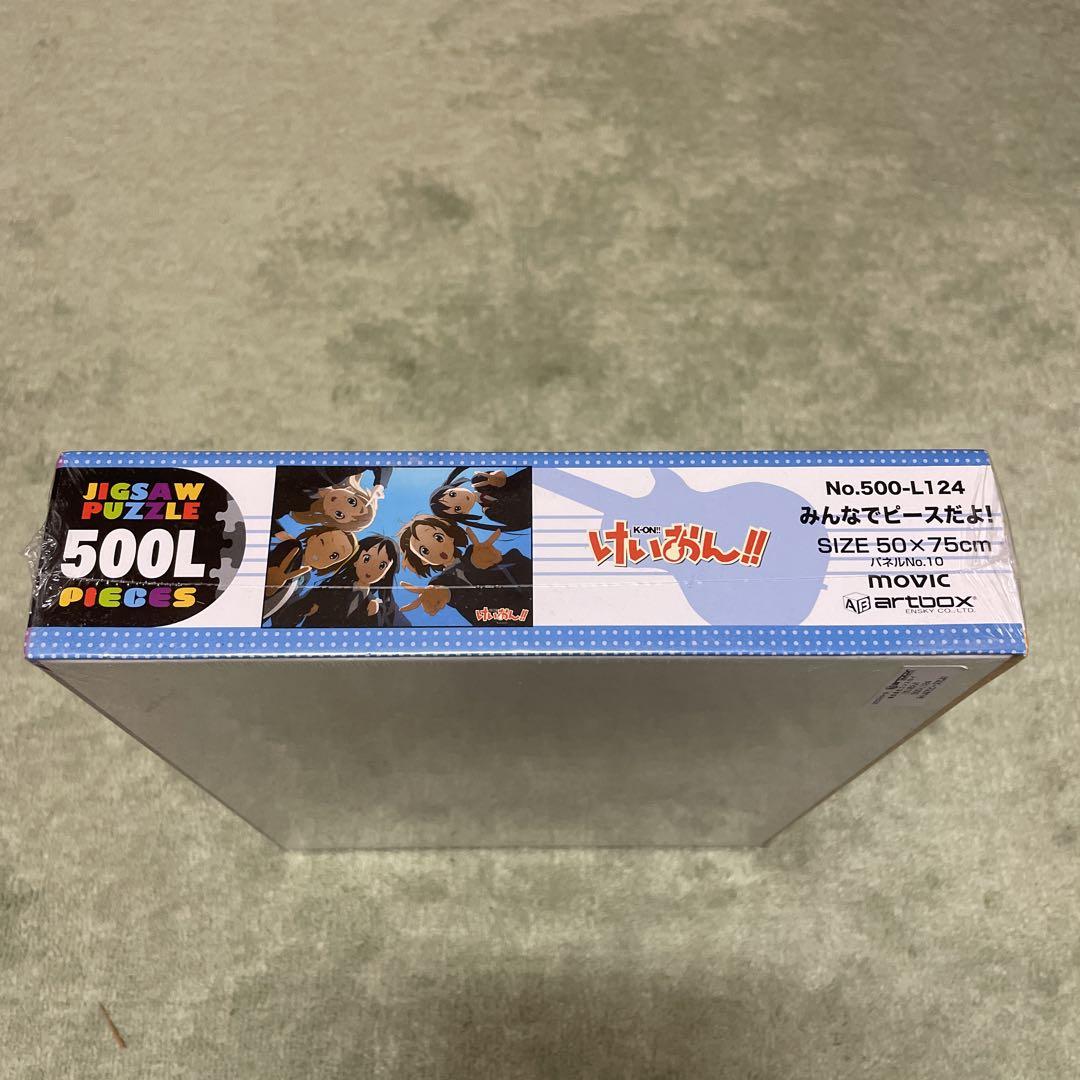 JIGSAW
PUZZLE
500L
PIECES
けいおん!!
K-ON!!
けいおん!!
No.500-L124
みんなでピースだよ!
SIZE 50×75cm
パネルNo.10
movic
artbox®
ENSKY CO., LTD.